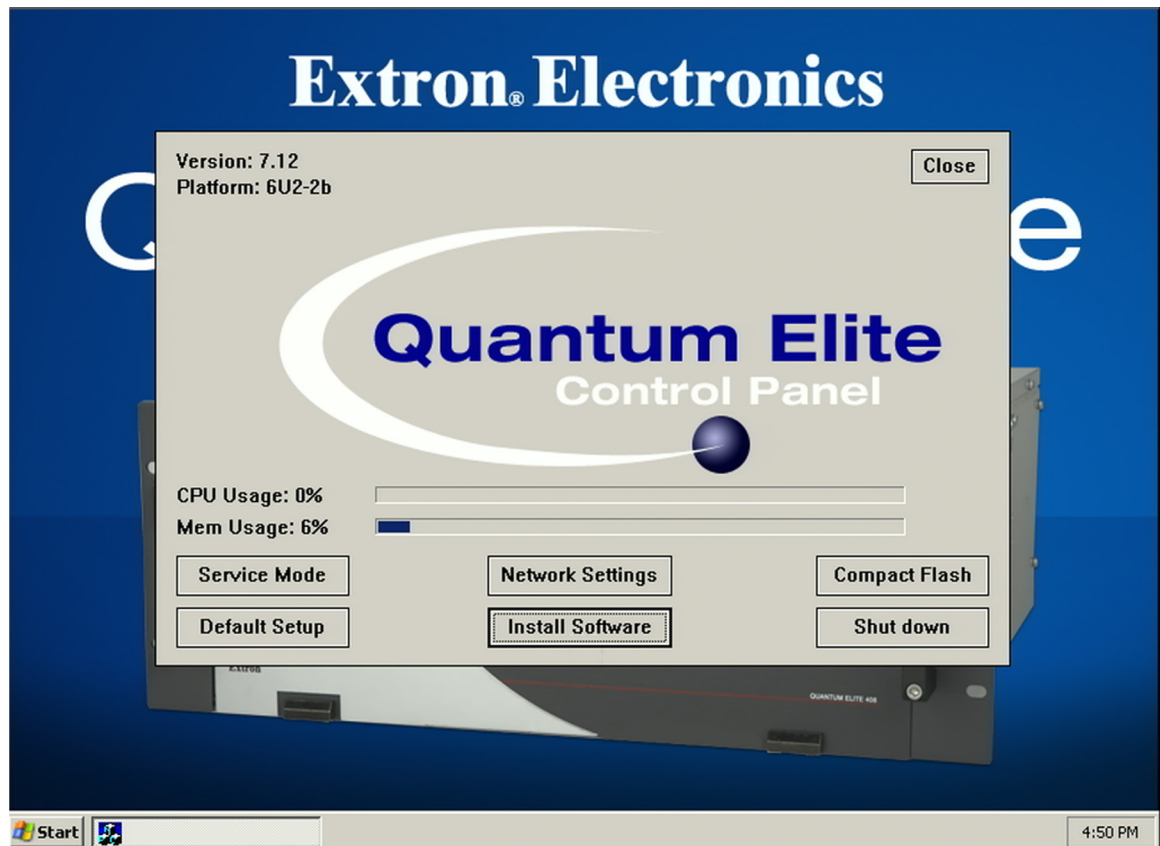 Extron® Electronics
Version: 7.12
Close
Platform: 6U2-2b
Q
e
Quantum Elite
Control Panel
CPU Usage: 0%
Mem Usage: 6%
Service Mode
Network Settings
Compact Flash
Default Setup
Install Software
Shut down
Extron
QUANTUM ELITE 408
Start
4:50 PM